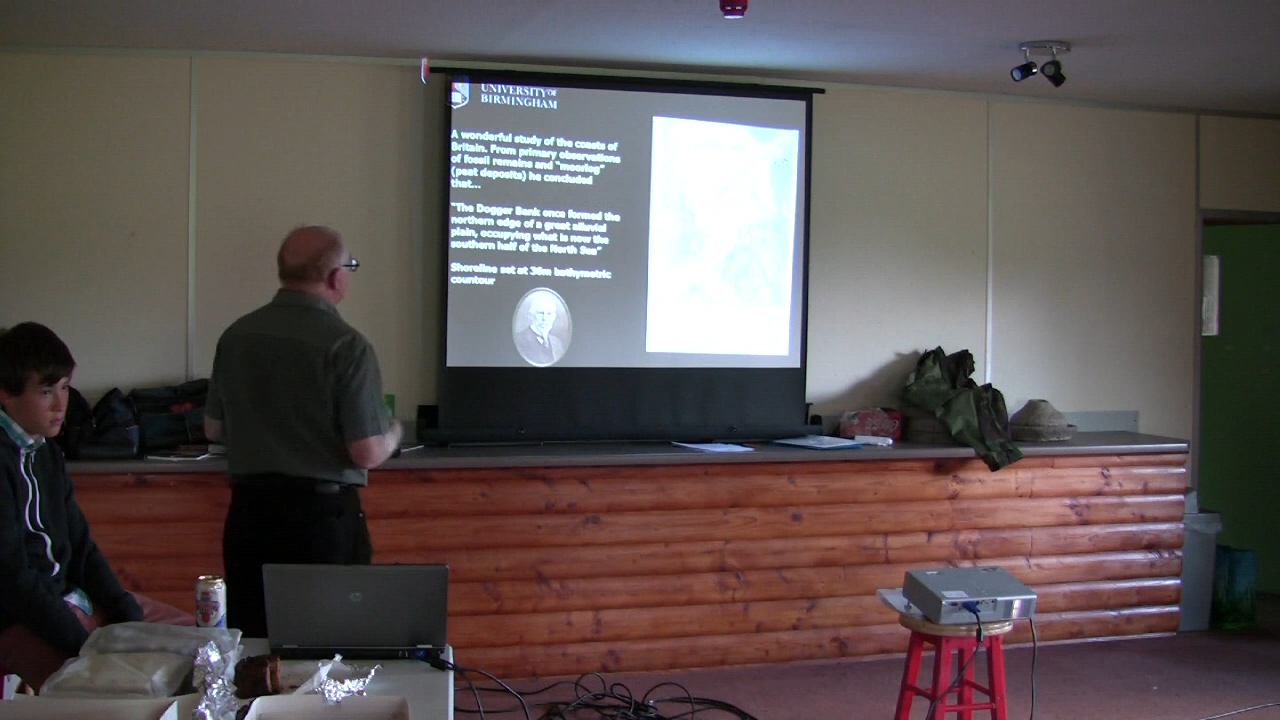 UNIVERSITY OF
BIRMINGHAM
A wonderful study of the coasts of
Britain. From primary observations
of fossil remains and "moorlog"
(peat deposits) he concluded
that...
"The Dogger Bank once formed the
northern edge of a great alluvial
plain, occupying what is now the
southern half of the North Sea"
Shoreline set at 36m bathymetric
countour